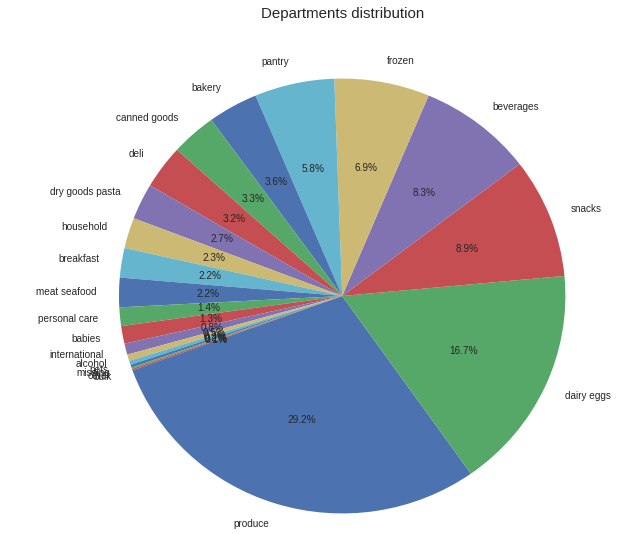 Departments distribution
frozen
6.9%
beverages
8.3%
snacks
8.9%
dairy eggs
16.7%
produce
29.2%
pantry
5.8%
bakery
3.6%
canned goods
3.3%
deli
3.2%
dry goods pasta
2.7%
household
2.3%
breakfast
2.2%
meat seafood
2.2%
personal care
1.4%
babies
1.3%
international
alcohol